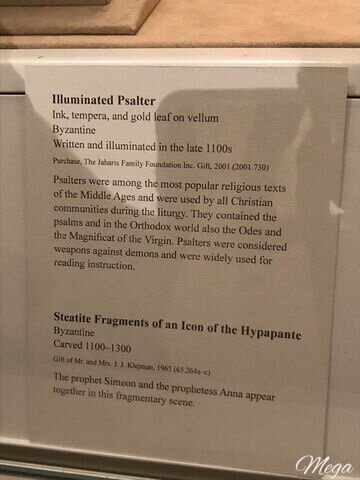 Illuminated Psalter
Ink, tempera, and gold leaf on vellum
Byzantine
Written and illuminated in the late 1100s
Purchase, The Jaharis Family Foundation Inc. Gift, 2001 (2001.730)
Psalters were among the most popular religious texts
of the Middle Ages and were used by all Christian
communities during the liturgy. They contained the
psalms and in the Orthodox world also the Odes and
the Magnificat of the Virgin. Psalters were considered
weapons against demons and were widely used for
reading instruction.
Steatite Fragments of an Icon of the Hypapante
Byzantine
Carved 1100–1300
Gift of Mr. and Mrs. J. J. Klejman, 1965 (65.264a–c)
The prophet Simeon and the prophetess Anna appear
together in this fragmentary scene.
Mega